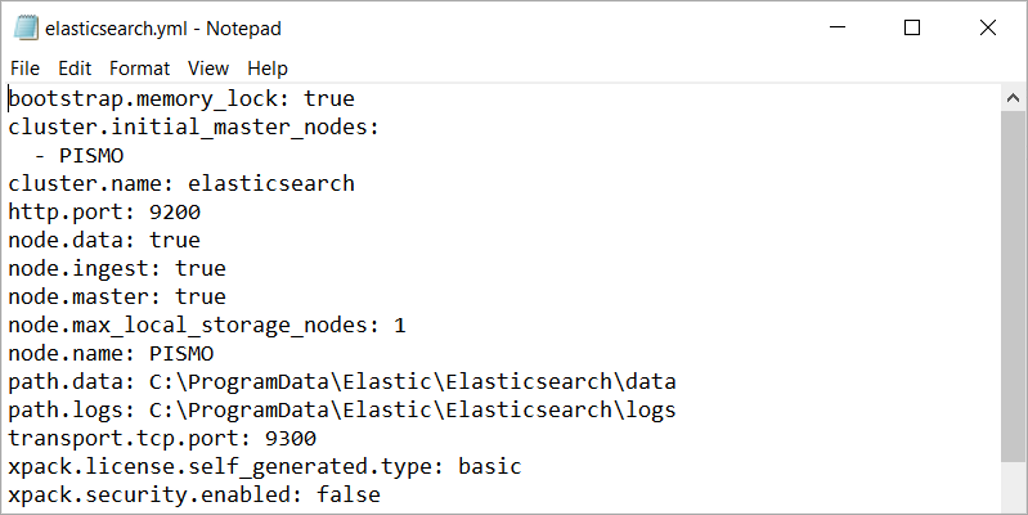 elasticsearch.yml - Notepad
File Edit Format View Help
bootstrap.memory_lock: true
cluster.initial_master_nodes:
  - PISMO
cluster.name: elasticsearch
http.port: 9200
node.data: true
node.ingest: true
node.master: true
node.max_local_storage_nodes: 1
node.name: PISMO
path.data: C:\ProgramData\Elastic\Elasticsearch\data
path.logs: C:\ProgramData\Elastic\Elasticsearch\logs
transport.tcp.port: 9300
xpack.license.self_generated.type: basic
xpack.security.enabled: false